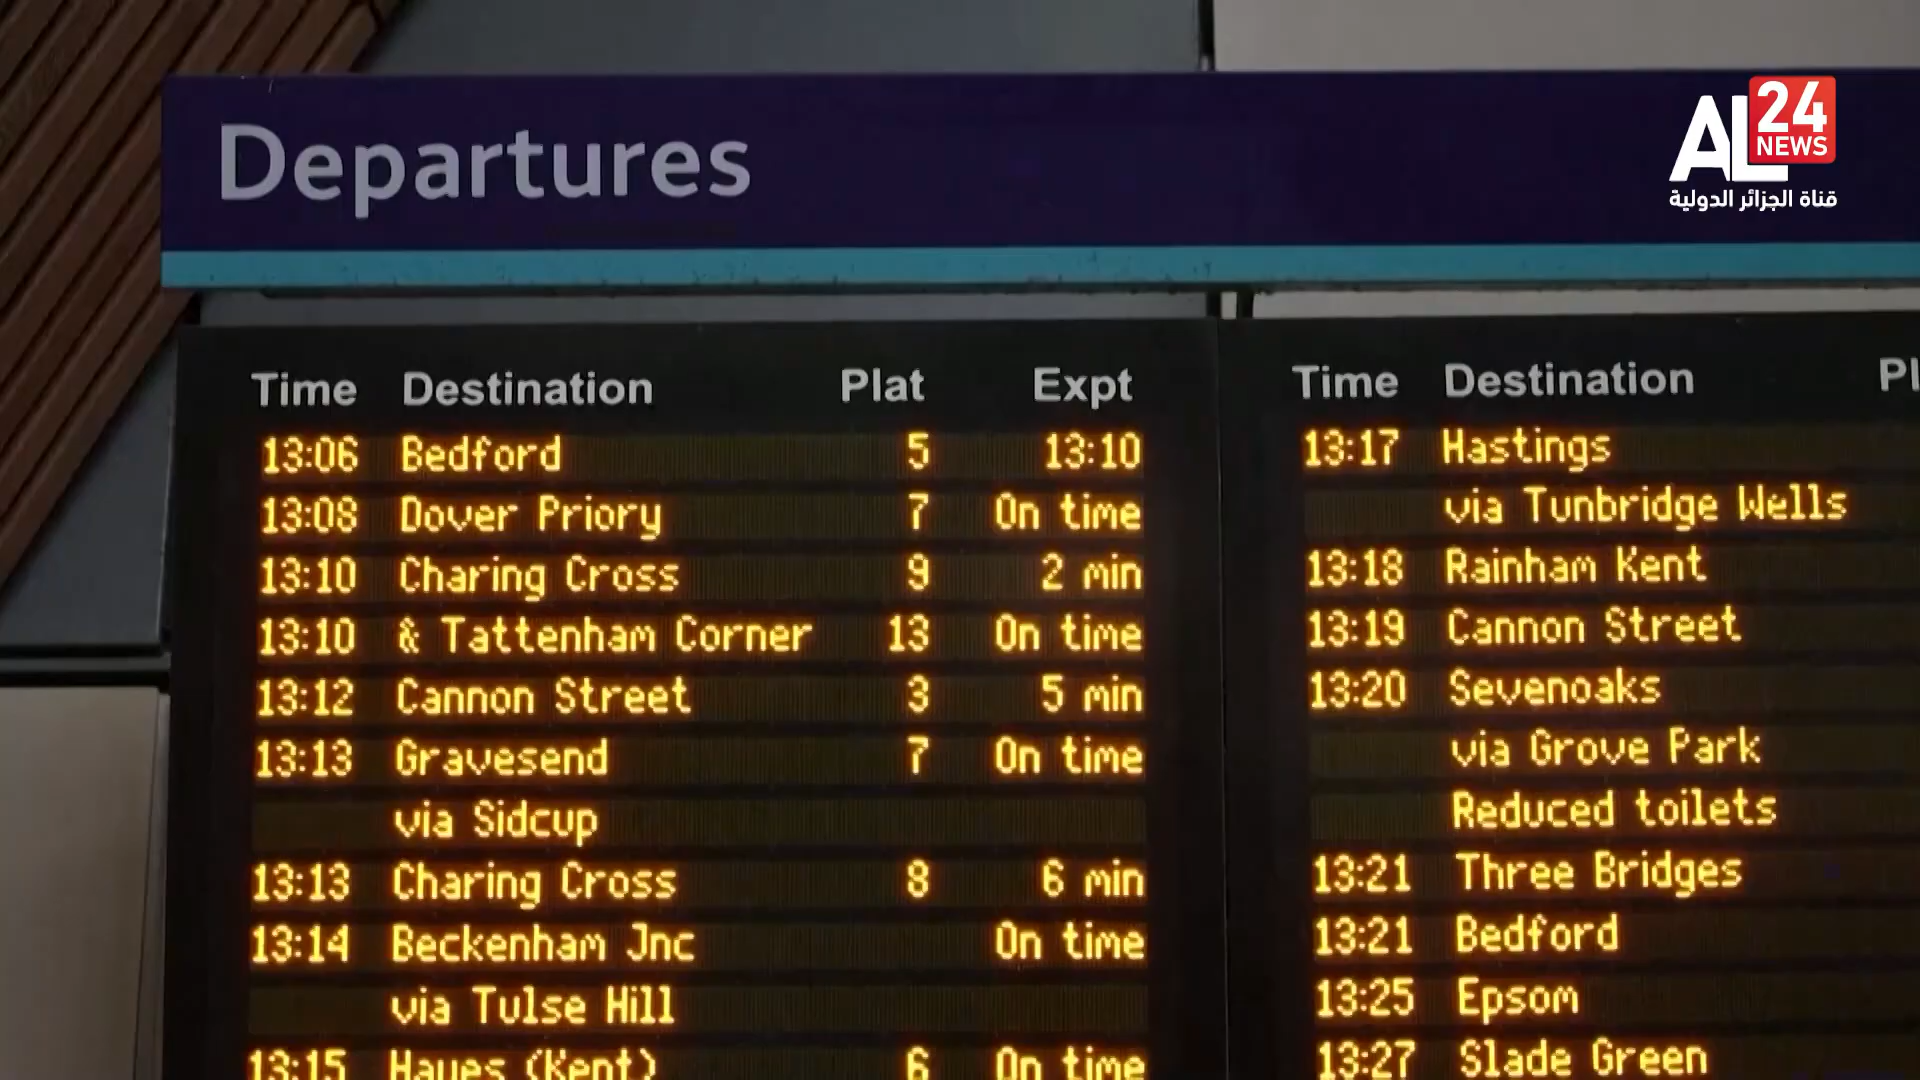 Departures
AL 24 NEWS
قناة الجزائر الدولية
Time Destination Plat Expt
13:06 Bedford 5 13:10
13:08 Dover Priory 7 On time
13:10 Charing Cross 9 2 min
13:10 & Tattenham Corner 13 On time
13:12 Cannon Street 3 5 min
13:13 Gravesend 7 On time
via Sidcup
13:13 Charing Cross 8 6 min
13:14 Beckenham Jnc On time
via Tulse Hill
13:15 Hayes (Kent) 6 On time
Time Destination
13:17 Hastings
via Tunbridge Wells
13:18 Rainham Kent
13:19 Cannon Street
13:20 Sevenoaks
via Grove Park
Reduced toilets
13:21 Three Bridges
13:21 Bedford
13:25 Epsom
13:27 Slade Green